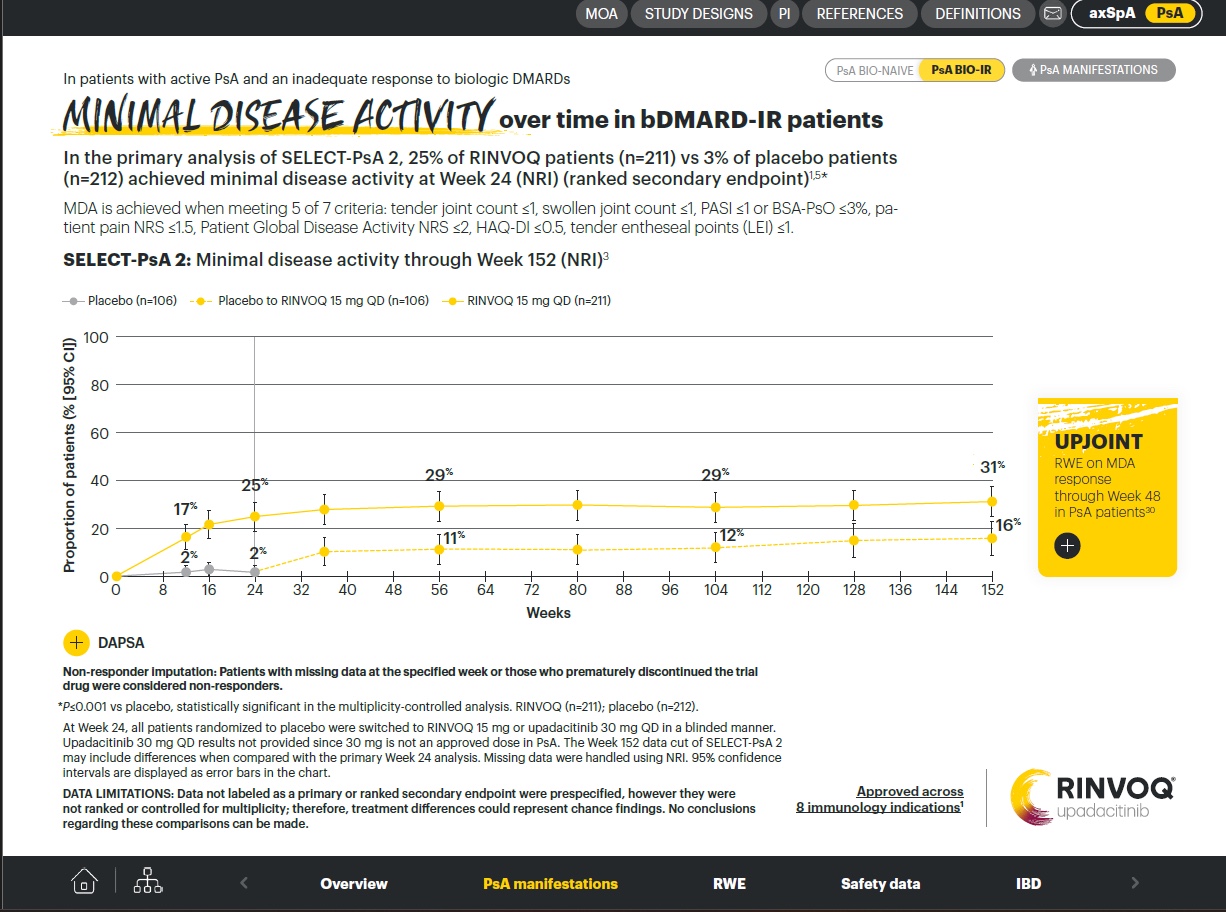 MOA STUDY DESIGNS PI REFERENCES DEFINITIONS axSpA PsA
In patients with active PsA and an inadequate response to biologic DMARDs
PsA BIO-NAIVE PsA BIO-IR PsA MANIFESTATIONS
MINIMAL DISEASE ACTIVITY over time in bDMARD-IR patients
In the primary analysis of SELECT-PsA 2, 25% of RINVOQ patients (n=211) vs 3% of placebo patients
(n=212) achieved minimal disease activity at Week 24 (NRI) (ranked secondary endpoint)1,5*
MDA is achieved when meeting 5 of 7 criteria: tender joint count ≤1, swollen joint count ≤1, PASI ≤1 or BSA-PsO ≤3%, pa-
tient pain NRS ≤1.5, Patient Global Disease Activity NRS ≤2, HAQ-DI ≤0.5, tender entheseal points (LEI) ≤1.
SELECT-PsA 2: Minimal disease activity through Week 152 (NRI)3
Placebo (n=106) Placebo to RINVOQ 15 mg QD (n=106) RINVOQ 15 mg QD (n=211)
Proportion of patients (% [95% CI])
100
80
60
40
20
0
17% 25% 29% 29% 31%
2% 2% 11% 12% 16%
0 8 16 24 32 40 48 56 64 72 80 88 96 104 112 120 128 136 144 152
Weeks
UPJOINT
RWE on MDA
response
through Week 48
in PsA patients30
DAPSA
Non-responder imputation: Patients with missing data at the specified week or those who prematurely discontinued the trial
drug were considered non-responders.
*P≤0.001 vs placebo, statistically significant in the multiplicity-controlled analysis. RINVOQ (n=211); placebo (n=212).
At Week 24, all patients randomized to placebo were switched to RINVOQ 15 mg or upadacitinib 30 mg QD in a blinded manner.
Upadacitinib 30 mg QD results not provided since 30 mg is not an approved dose in PsA. The Week 152 data cut of SELECT-PsA 2
may include differences when compared with the primary Week 24 analysis. Missing data were handled using NRI. 95% confidence
intervals are displayed as error bars in the chart.
DATA LIMITATIONS: Data not labeled as a primary or ranked secondary endpoint were prespecified, however they were
not ranked or controlled for multiplicity; therefore, treatment differences could represent chance findings. No conclusions
regarding these comparisons can be made.
Approved across
8 immunology indications1
RINVOQ®
upadacitinib
Overview PsA manifestations RWE Safety data IBD